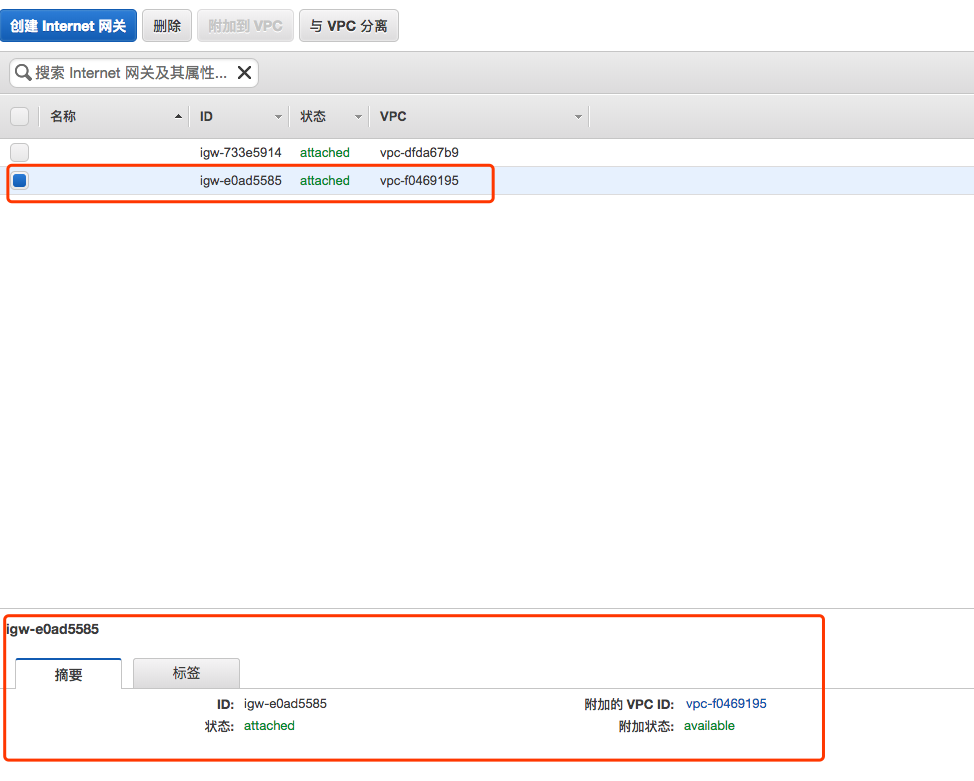 创建 Internet 网关 删除 附加到 VPC 与 VPC 分离
搜索 Internet 网关及其属性...
名称 ID 状态 VPC
igw-733e5914 attached vpc-dfda67b9
igw-e0ad5585 attached vpc-f0469195
igw-e0ad5585
摘要 标签
ID: igw-e0ad5585 附加的 VPC ID: vpc-f0469195
状态: attached 附加状态: available